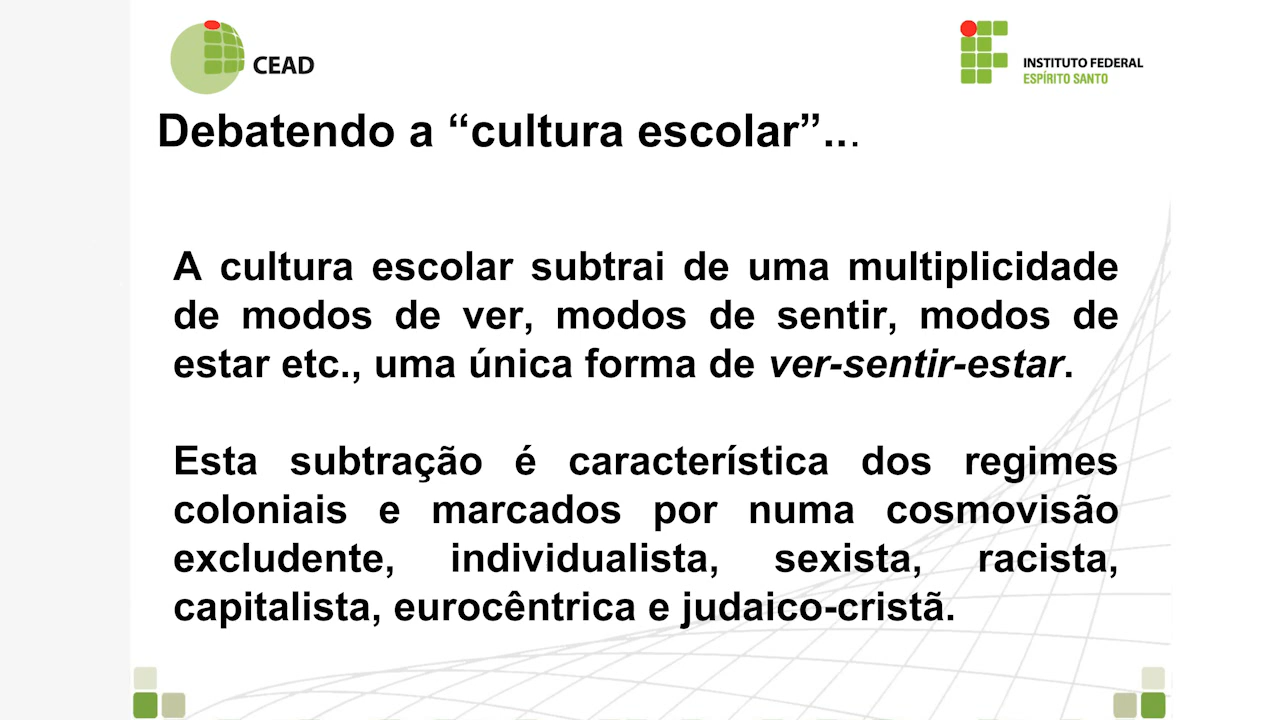 CEAD
INSTITUTO FEDERAL
ESPÍRITO SANTO
Debatendo a “cultura escolar”...
A cultura escolar subtrai de uma multiplicidade
de modos de ver, modos de sentir, modos de
estar etc., uma única forma de ver-sentir-estar.
Esta subtração é característica dos regimes
coloniais e marcados por numa cosmovisão
excludente, individualista, sexista, racista,
capitalista, eurocêntrica e judaico-cristã.